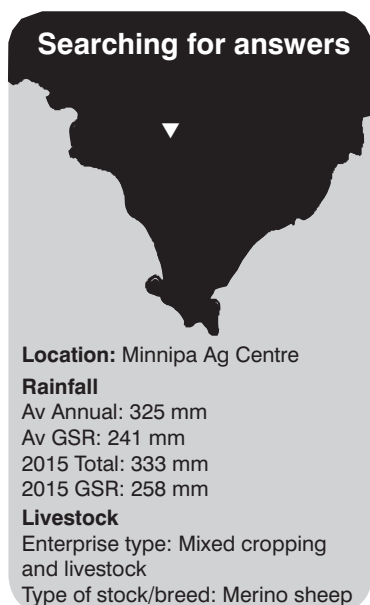 Searching for answers
Location: Minnipa Ag Centre
Rainfall
Av Annual: 325 mm
Av GSR: 241 mm
2015 Total: 333 mm
2015 GSR: 258 mm
Livestock
Enterprise type: Mixed cropping
and livestock
Type of stock/breed: Merino sheep